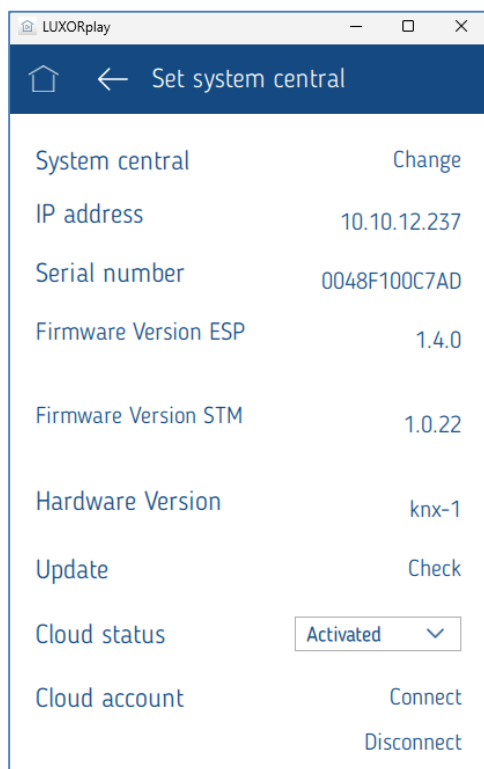 LUXORplay
Set system central
System central Change
IP address 10.10.12.237
Serial number 0048F100C7AD
Firmware Version ESP 1.4.0
Firmware Version STM 1.0.22
Hardware Version knx-1
Update Check
Cloud status Activated
Cloud account Connect
Disconnect